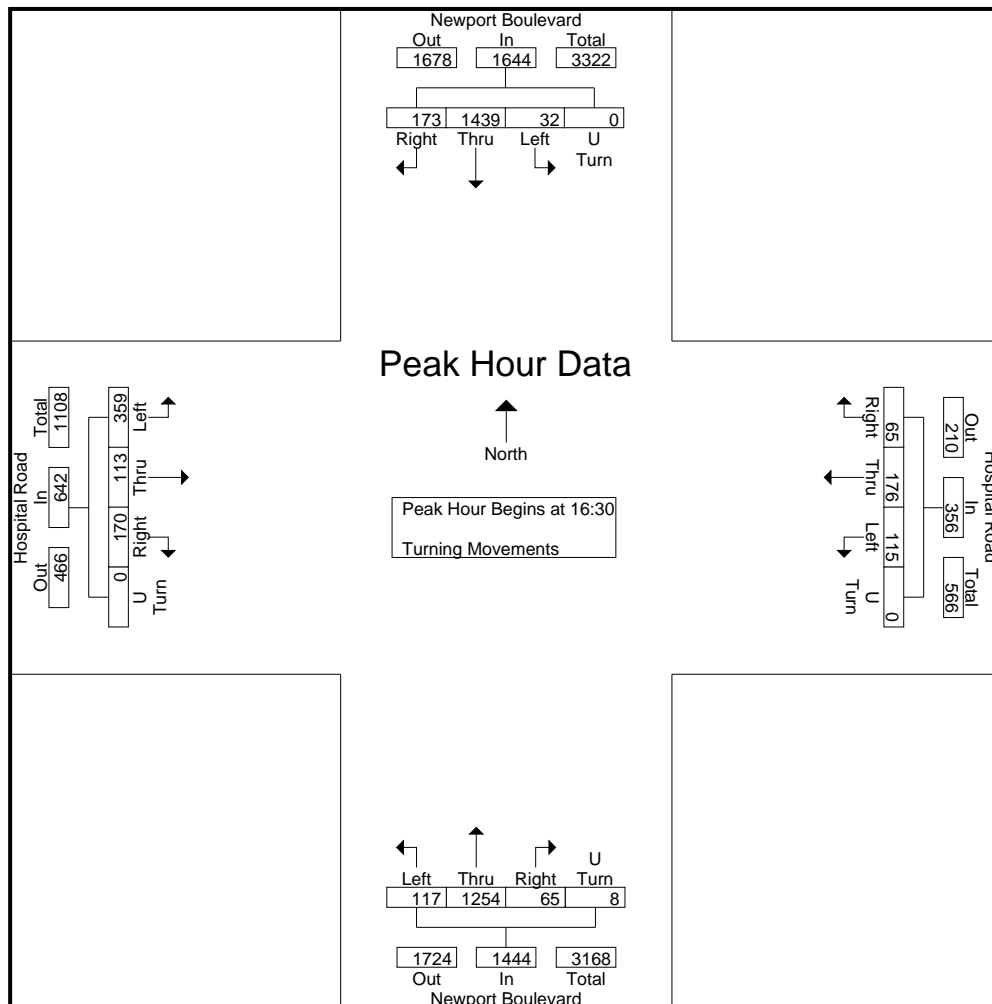 Newport Boulevard
Out In Total
1678 1644 3322
173 1439 32 0
Right Thru Left U Turn
Peak Hour Data
North
Peak Hour Begins at 16:30
Turning Movements
Hospital Road
Total In Out
1108 642 466
359 113 170 0
Left Thru Right U Turn
Right Thru Left U Turn
65 176 115 0
Out In Total
210 356 566
Hospital Road
Left Thru Right U Turn
117 1254 65 8
1724 1444 3168
Out In Total
Newport Boulevard